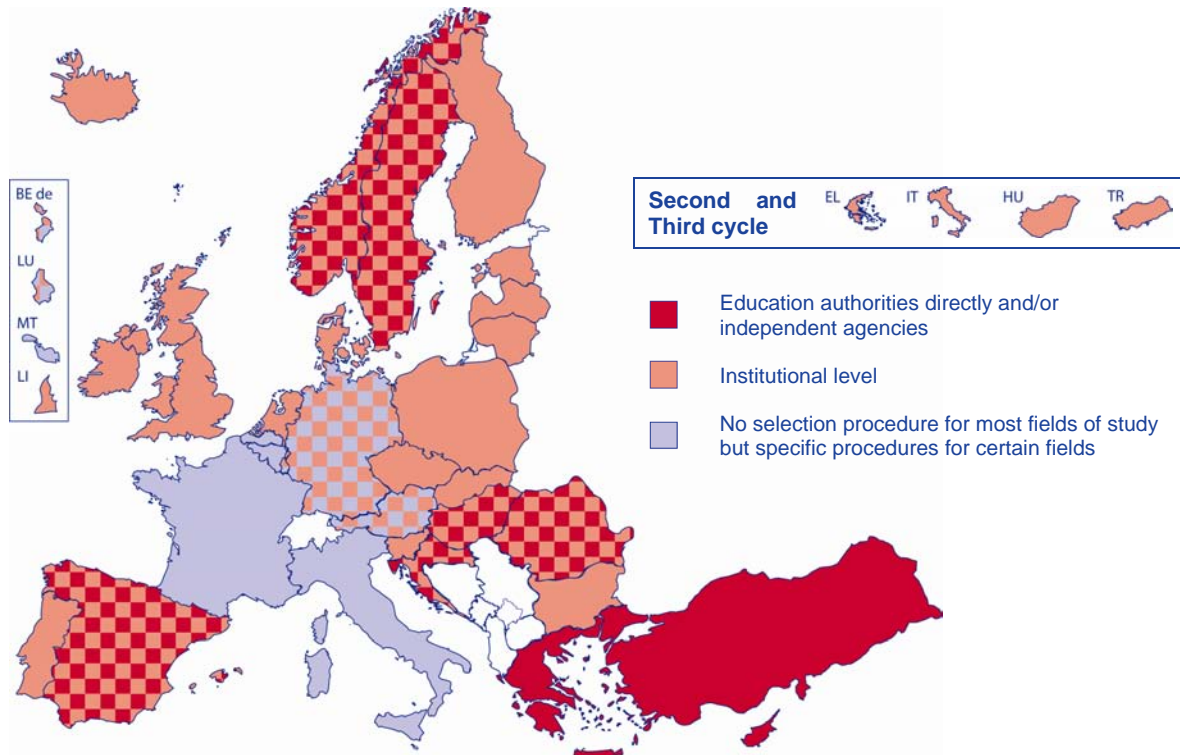 BE de
LU
MT
LI
Second and
Third cycle
EL
IT
HU
TR
Education authorities directly and/or
independent agencies
Institutional level
No selection procedure for most fields of study
but specific procedures for certain fields